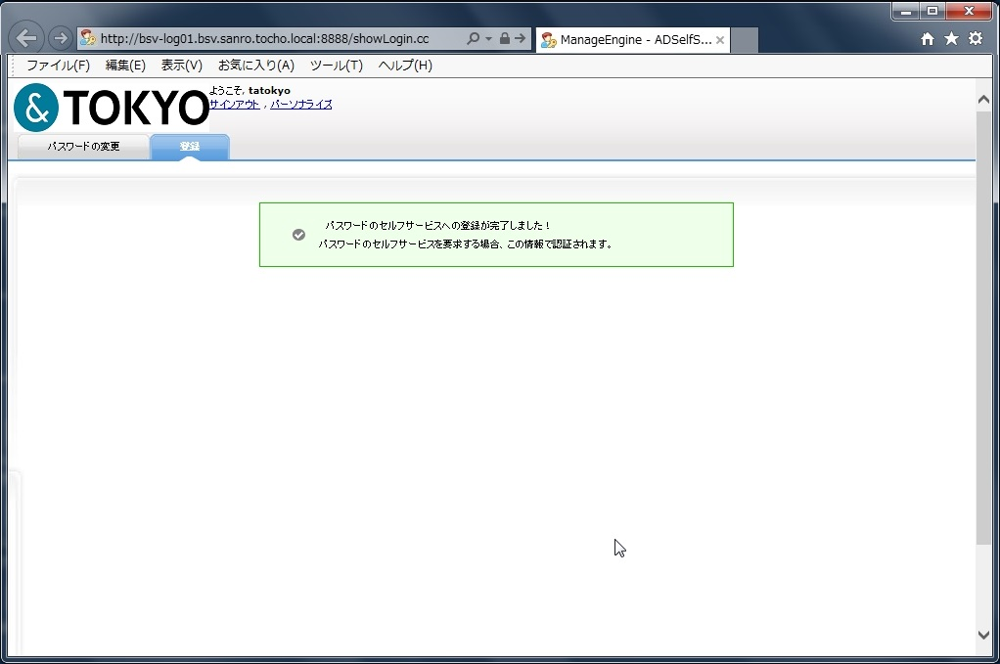 http://bsv-log01.bsv.sanro.tocho.local:8888/showLogin.cc
ManageEngine - ADSelfS...
ファイル(F) 編集(E) 表示(V) お気に入り(A) ツール(T) ヘルプ(H)
& TOKYO
ようこそ, tatokyo
サインアウト , パーソナライズ
パスワードの変更 登録
パスワードのセルフサービスへの登録が完了しました！
パスワードのセルフサービスを要求する場合、この情報で認証されます。